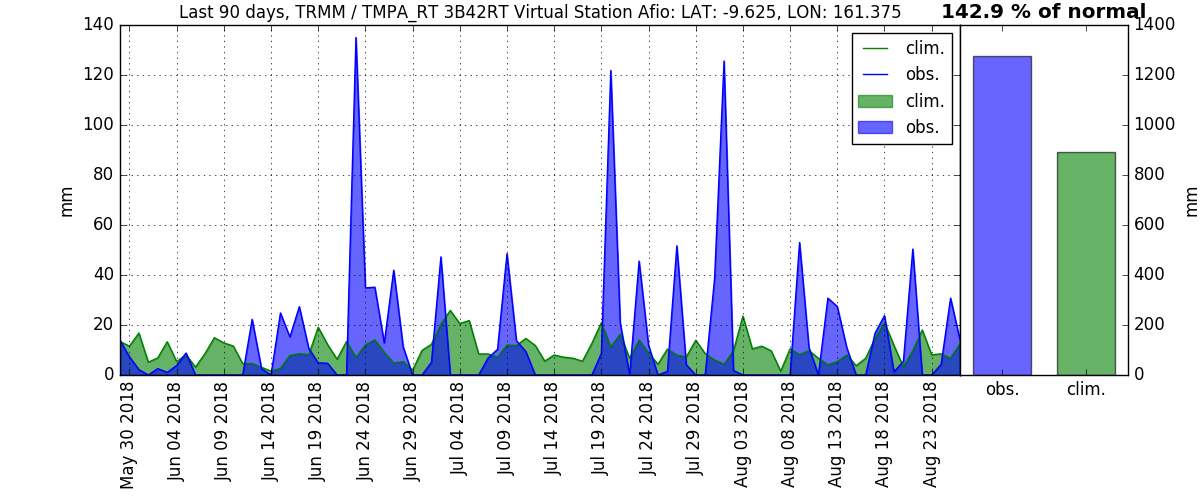 Last 90 days, TRMM / TMPA_RT 3B42RT Virtual Station Afio: LAT: -9.625, LON: 161.375
142.9 % of normal
140
120
100
80
60
40
20
0
mm
clim.
obs.
clim.
obs.
1400
1200
1000
800
600
400
200
0
mm
May 30 2018
Jun 04 2018
Jun 09 2018
Jun 14 2018
Jun 19 2018
Jun 24 2018
Jun 29 2018
Jul 04 2018
Jul 09 2018
Jul 14 2018
Jul 19 2018
Jul 24 2018
Jul 29 2018
Aug 03 2018
Aug 08 2018
Aug 13 2018
Aug 18 2018
Aug 23 2018
obs.
clim.